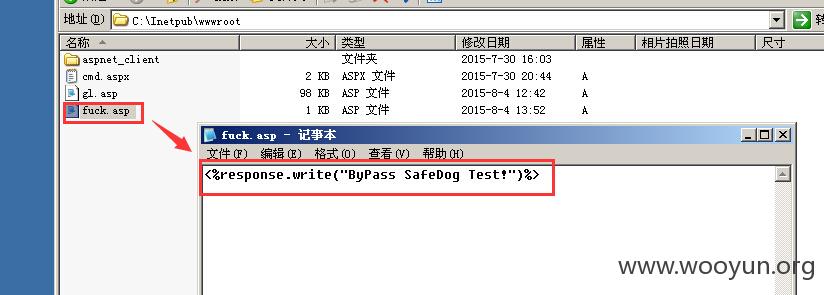 地址(D) C:\Inetpub\wwwroot
名称 大小 类型 修改日期 属性 相片拍照日期 尺寸
aspnet_client 文件夹 2015-7-30 16:03
cmd.aspx 2 KB ASPX 文件 2015-7-30 20:44 A
gl.asp 98 KB ASP 文件 2015-8-4 12:42 A
fuck.asp 1 KB ASP 文件 2015-8-4 13:52 A
fuck.asp - 记事本
文件(F) 编辑(E) 格式(O) 查看(V) 帮助(H)
<%response.write("ByPass SafeDog Test!")%>
www.wooyun.org